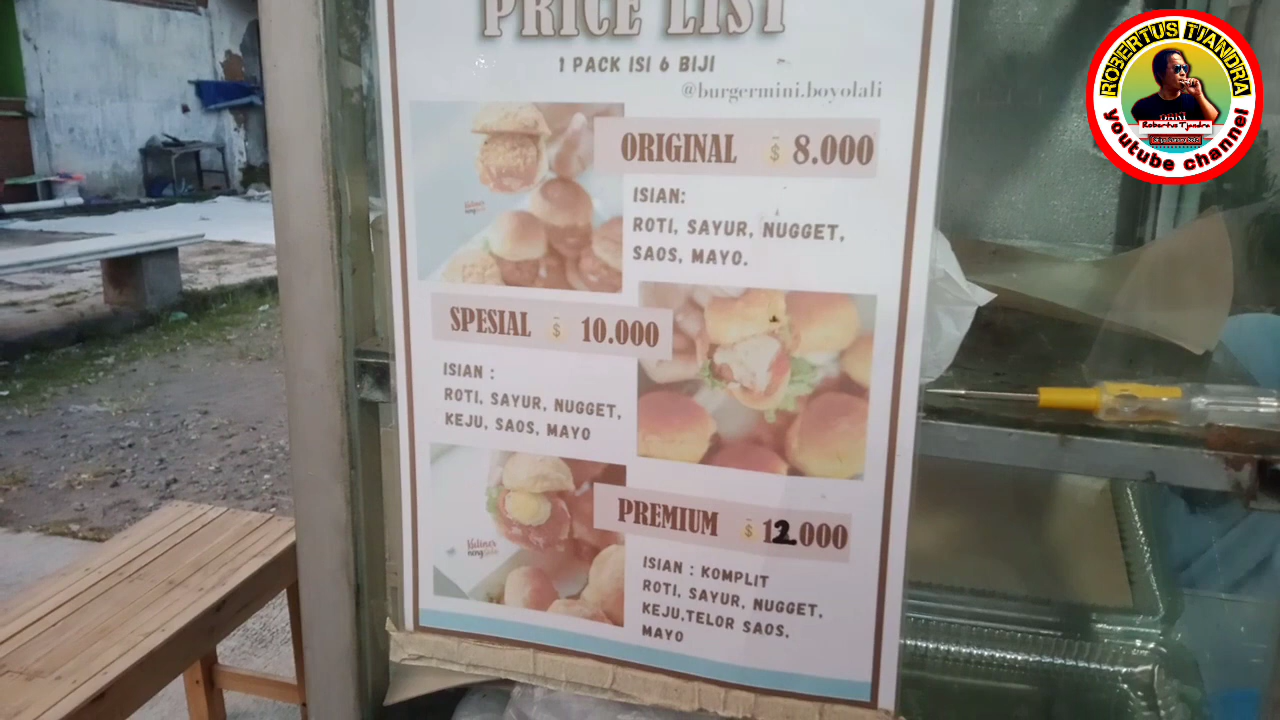 PRICE LIST
1 PACK ISI 6 BIJI
@burgermini.boyolali
ORIGINAL $ 8.000
ISIAN:
ROTI, SAYUR, NUGGET,
SAOS, MAYO.
SPESIAL $ 10.000
ISIAN :
ROTI, SAYUR, NUGGET,
KEJU, SAOS, MAYO
PREMIUM $ 12.000
ISIAN : KOMPLIT
ROTI, SAYUR, NUGGET,
KEJU,TELOR SAOS,
MAYO
ROBERTUS TJANDRA
Robertus Tjandra
youtube channel